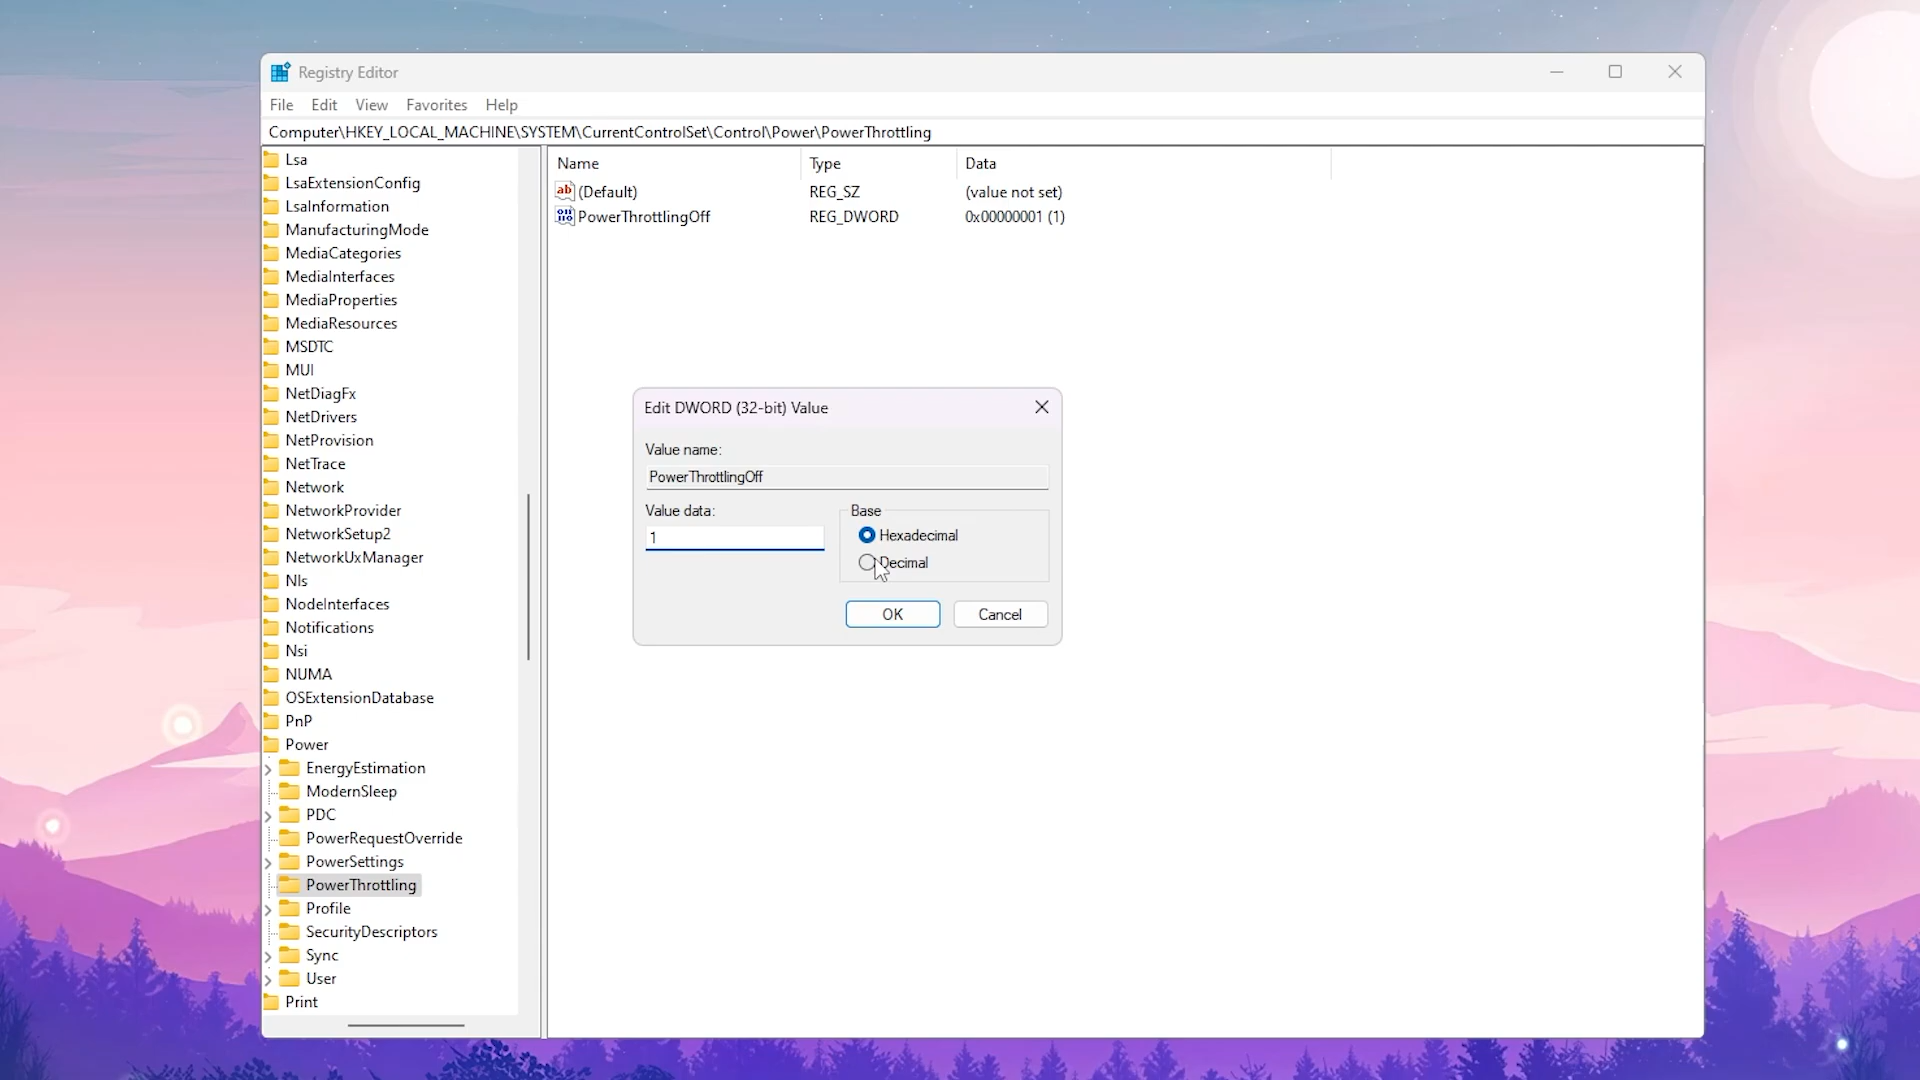 Registry Editor
File Edit View Favorites Help
Computer\HKEY_LOCAL_MACHINE\SYSTEM\CurrentControlSet\Control\Power\PowerThrottling
Lsa
LsaExtensionConfig
LsaInformation
ManufacturingMode
MediaCategories
MediaInterfaces
MediaProperties
MediaResources
MSDTC
MUI
NetDiagFx
NetDrivers
NetProvision
NetTrace
Network
NetworkProvider
NetworkSetup2
NetworkUxManager
Nls
NodeInterfaces
Notifications
Nsi
NUMA
OSExtensionDatabase
PnP
Power
EnergyEstimation
ModernSleep
PDC
PowerRequestOverride
PowerSettings
PowerThrottling
Profile
SecurityDescriptors
Sync
User
Print
Name Type Data
(Default) REG_SZ (value not set)
PowerThrottlingOff REG_DWORD 0x00000001 (1)
Edit DWORD (32-bit) Value
Value name:
PowerThrottlingOff
Value data:
1
Base
Hexadecimal
Decimal
OK Cancel